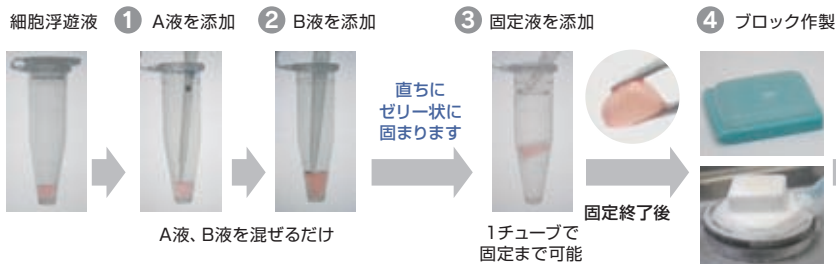 細胞浮遊液
1 A液を添加
2 B液を添加
3 固定液を添加
4 ブロック作製
直ちに
ゼリー状に
固まります
A液、B液を混ぜるだけ
1チューブで
固定まで可能
固定終了後